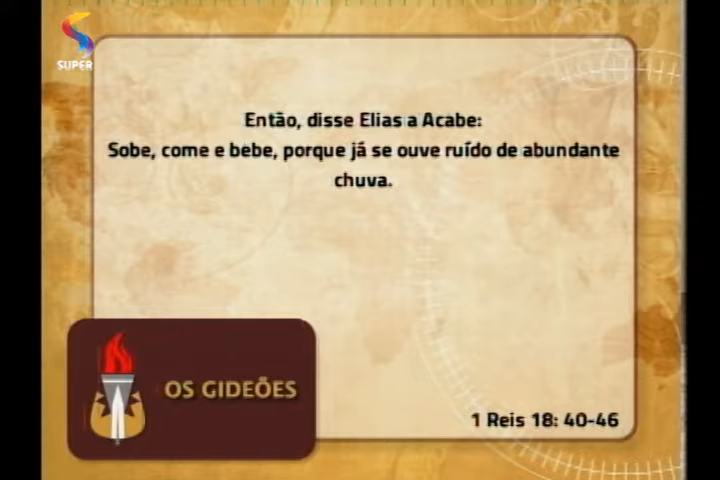 SUPER
Então, disse Elias a Acabe:
Sobe, come e bebe, porque já se ouve ruído de abundante
chuva.
OS GIDEÕES
1 Reis 18: 40-46